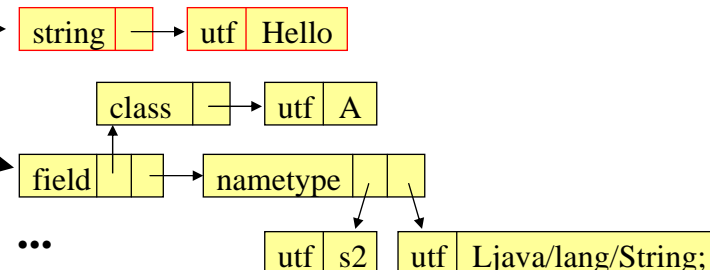 string utf Hello
class utf A
field nametype
... utf s2 utf Ljava/lang/String;